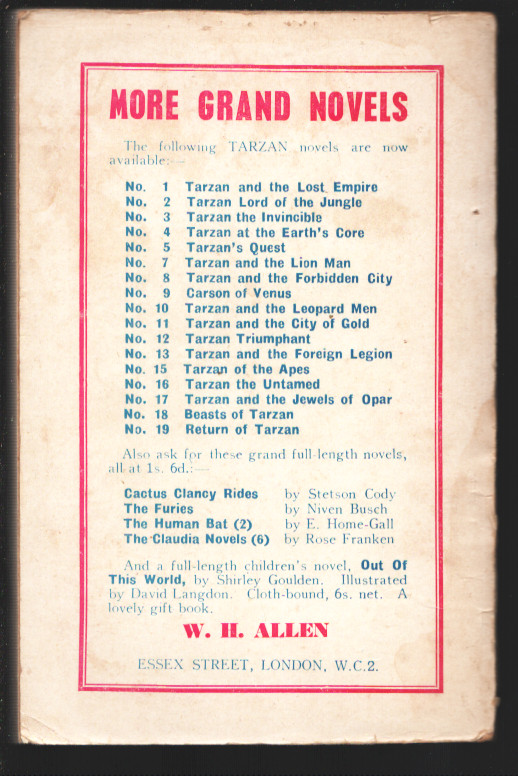 MORE GRAND NOVELS
The following TARZAN novels are now
available:—
No. 1 Tarzan and the Lost Empire
No. 2 Tarzan Lord of the Jungle
No. 3 Tarzan the Invincible
No. 4 Tarzan at the Earth's Core
No. 5 Tarzan's Quest
No. 7 Tarzan and the Lion Man
No. 8 Tarzan and the Forbidden City
No. 9 Carson of Venus
No. 10 Tarzan and the Leopard Men
No. 11 Tarzan and the City of Gold
No. 12 Tarzan Triumphant
No. 13 Tarzan and the Foreign Legion
No. 15 Tarzan of the Apes
No. 16 Tarzan the Untamed
No. 17 Tarzan and the Jewels of Opar
No. 18 Beasts of Tarzan
No. 19 Return of Tarzan
Also ask for these grand full-length novels,
all at 1s. 6d.:—
Cactus Clancy Rides by Stetson Cody
The Furies by Niven Busch
The Human Bat (2) by E. Home-Gall
The Claudia Novels (6) by Rose Franken
And a full-length children's novel, Out Of
This World, by Shirley Goulden. Illustrated
by David Langdon. Cloth-bound, 6s. net. A
lovely gift book.
W. H. ALLEN
ESSEX STREET, LONDON, W.C.2.